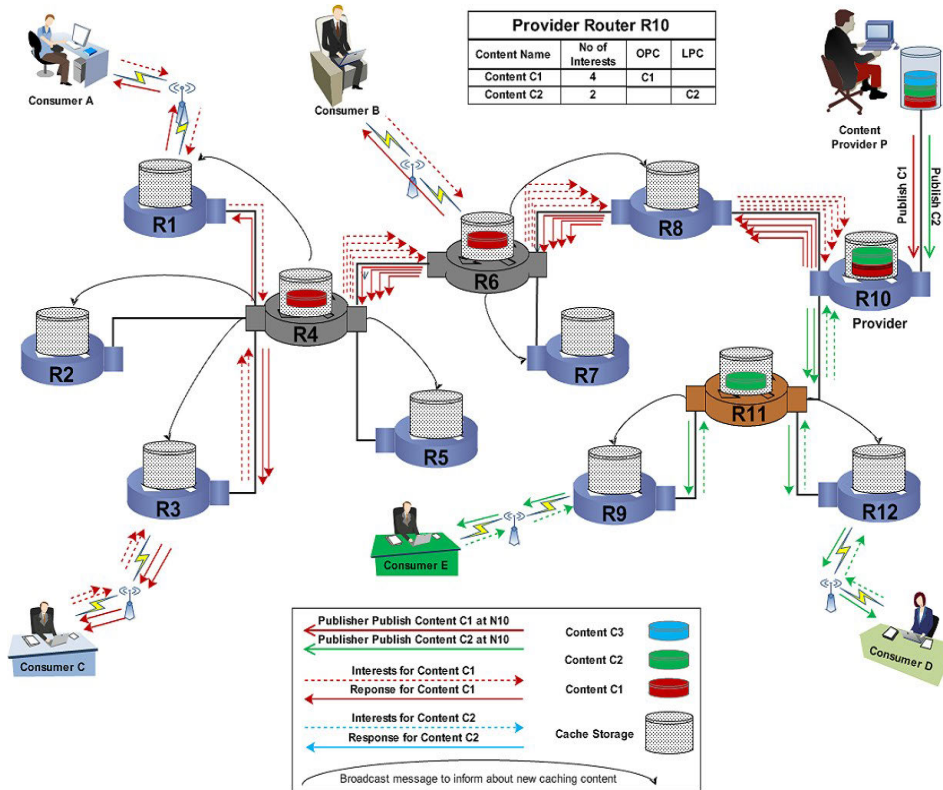 Provider Router R10
Content Name
No of
Interests
OPC
LPC
Content C1
4
C1
Content C2
2
C2
Consumer A
Consumer B
Content
Provider P
Publish C1
Publish C2
R1
R8
R6
R10
Provider
R4
R2
R7
R11
R5
R3
R9
R12
Consumer E
Consumer C
Consumer D
Publisher Publish Content C1 at N10
Publisher Publish Content C2 at N10
Interests for Content C1
Reponse for Content C1
Interests for Content C2
Response for Content C2
Content C3
Content C2
Content C1
Cache Storage
Broadcast message to inform about new caching content